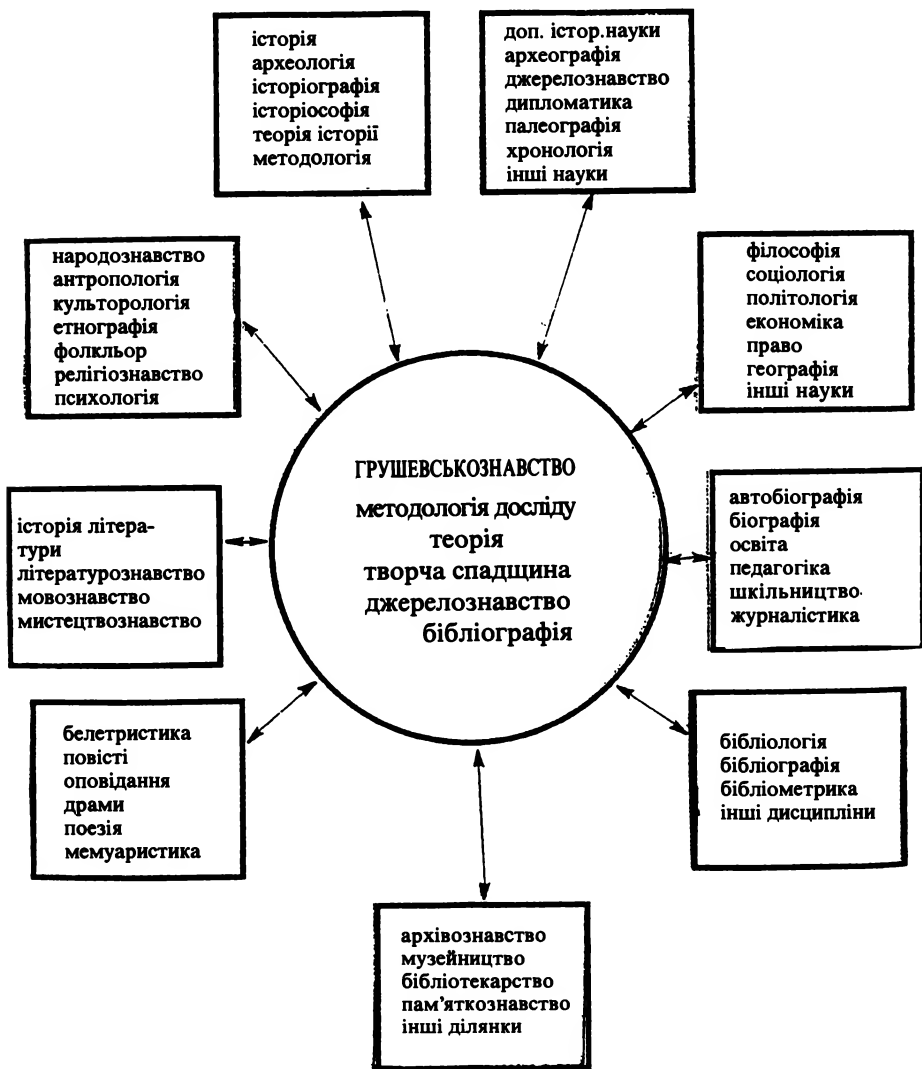 історія
археологія
історіографія
історіософія
теорія історії
методологія
доп. істор.науки
археографія
джерелознавство
дипломатика
палеографія
хронологія
інші науки
народознавство
антропологія
культорологія
етнографія
фолкльор
релігіознавство
психологія
філософія
соціологія
політологія
економіка
право
географія
інші науки
ГРУШЕВСЬКОЗНАВСТВО
методологія досліду
теорія
творча спадщина
джерелознавство
бібліографія
історія літера-
тури
літературознавство
мовознавство
мистецтвознавство
автобіографія
біографія
освіта
педагогіка
шкільництво
журналістика
белетристика
повісті
оповідання
драми
поезія
мемуаристика
бібліологія
бібліографія
бібліометрика
інші дисципліни
архівознавство
музейництво
бібліотекарство
пам’яткознавство
інші ділянки